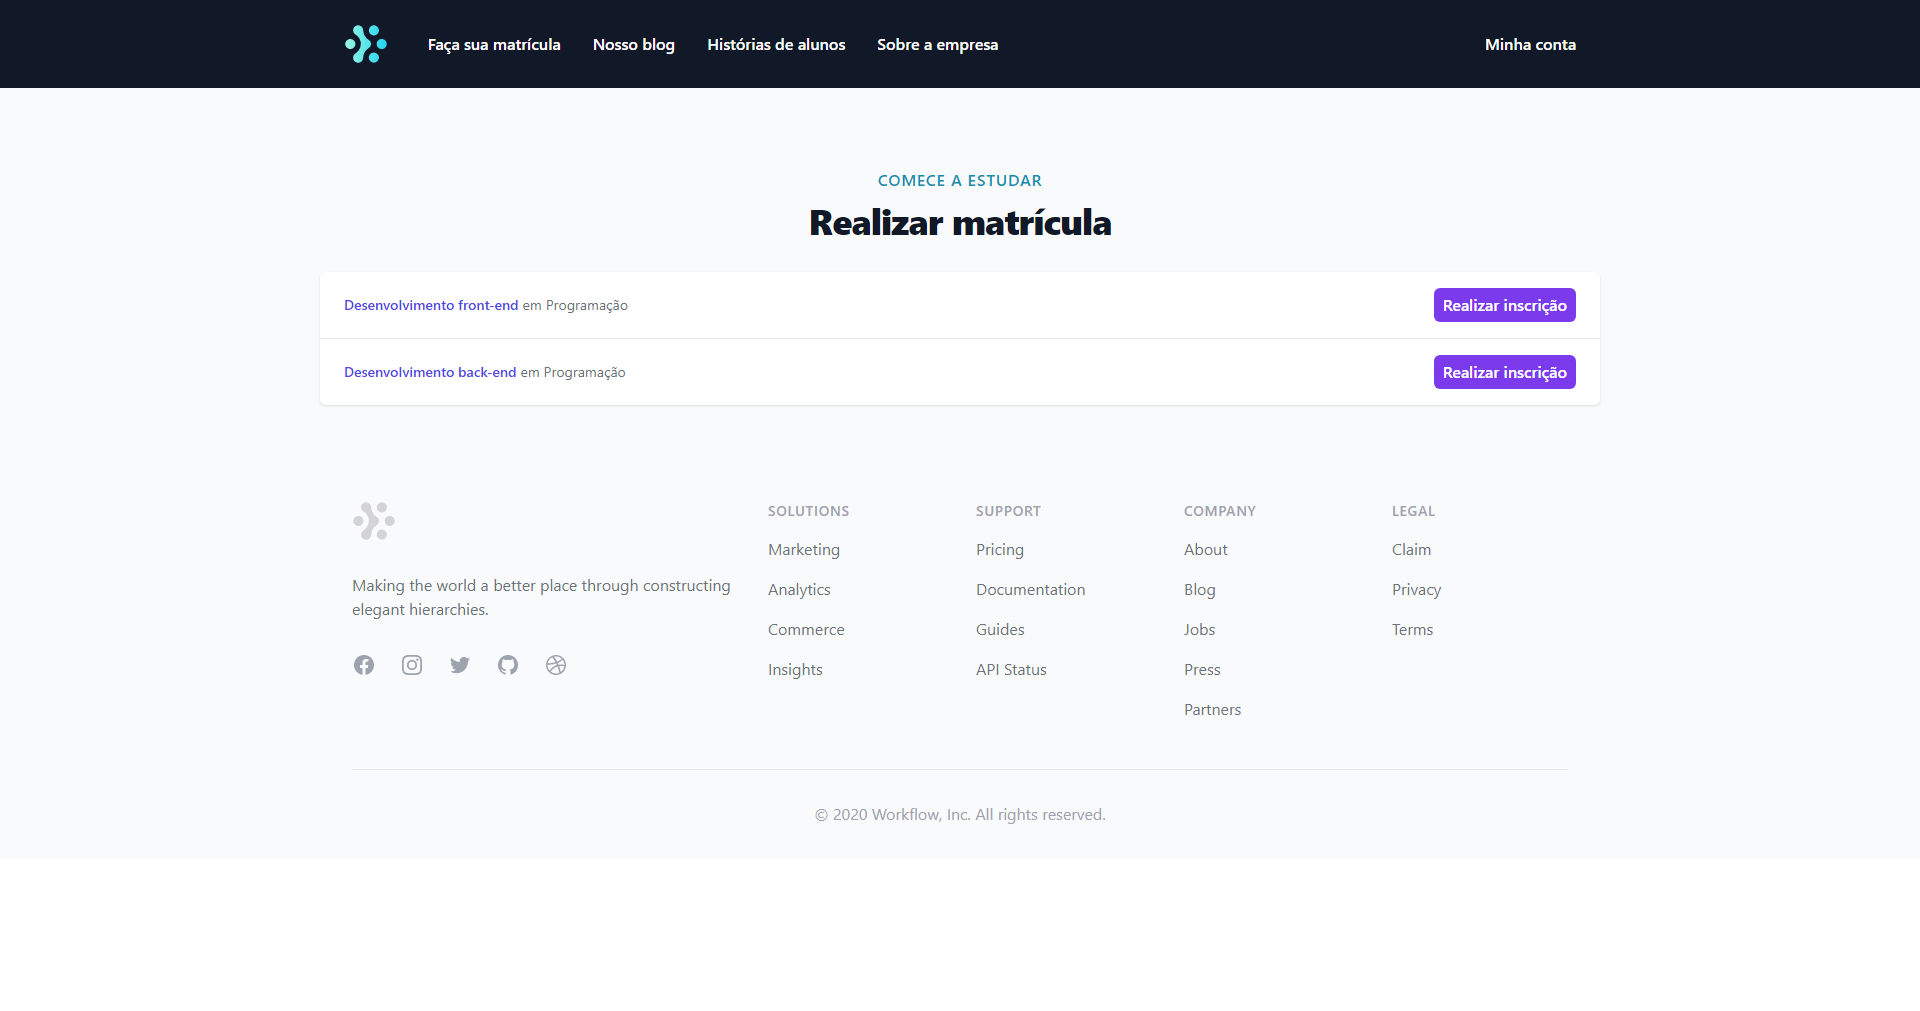 Faça sua matrícula
Nosso blog
Histórias de alunos
Sobre a empresa
Minha conta
COMECE A ESTUDAR
Realizar matrícula
Desenvolvimento front-end em Programação
Realizar inscrição
Desenvolvimento back-end em Programação
Realizar inscrição
Making the world a better place through constructing
elegant hierarchies.
SOLUTIONS
Marketing
Analytics
Commerce
Insights
SUPPORT
Pricing
Documentation
Guides
API Status
COMPANY
About
Blog
Jobs
Press
Partners
LEGAL
Claim
Privacy
Terms
© 2020 Workflow, Inc. All rights reserved.